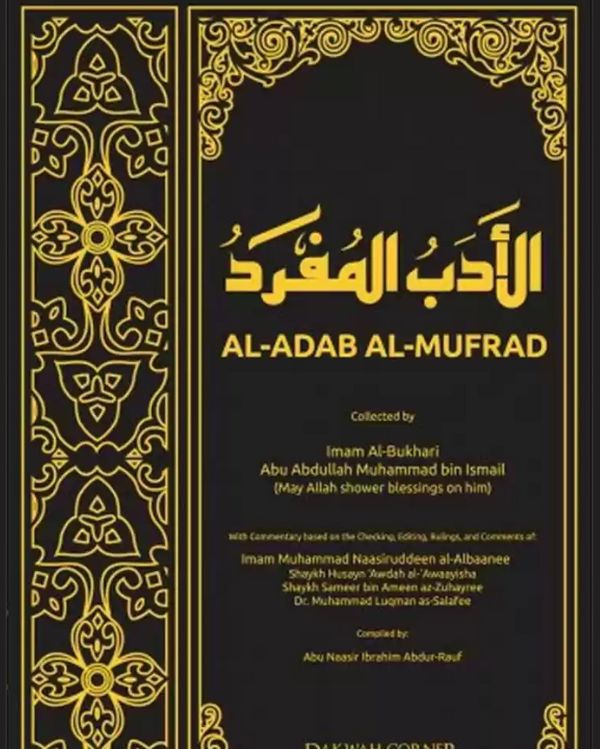 الأَدَبُ المُفْرَدُ
AL-ADAB AL-MUFRAD
Collected by
Imam Al-Bukhari
Abu Abdullah Muhammad bin Ismail
(May Allah shower blessings on him)
With Commentary based on the Checking, Editing, Rulings, and Comments of:
Imam Muhammad Naasiruddeen al-Albaanee
Shaykh Husayn 'Awdah al-'Awaayisha
Shaykh Sameer bin Ameen az-Zuhayree
Dr. Muhammad Luqman as-Salafee
Compiled by:
Abu Naasir Ibrahim Abdur-Rauf
DAKWAH CORNER